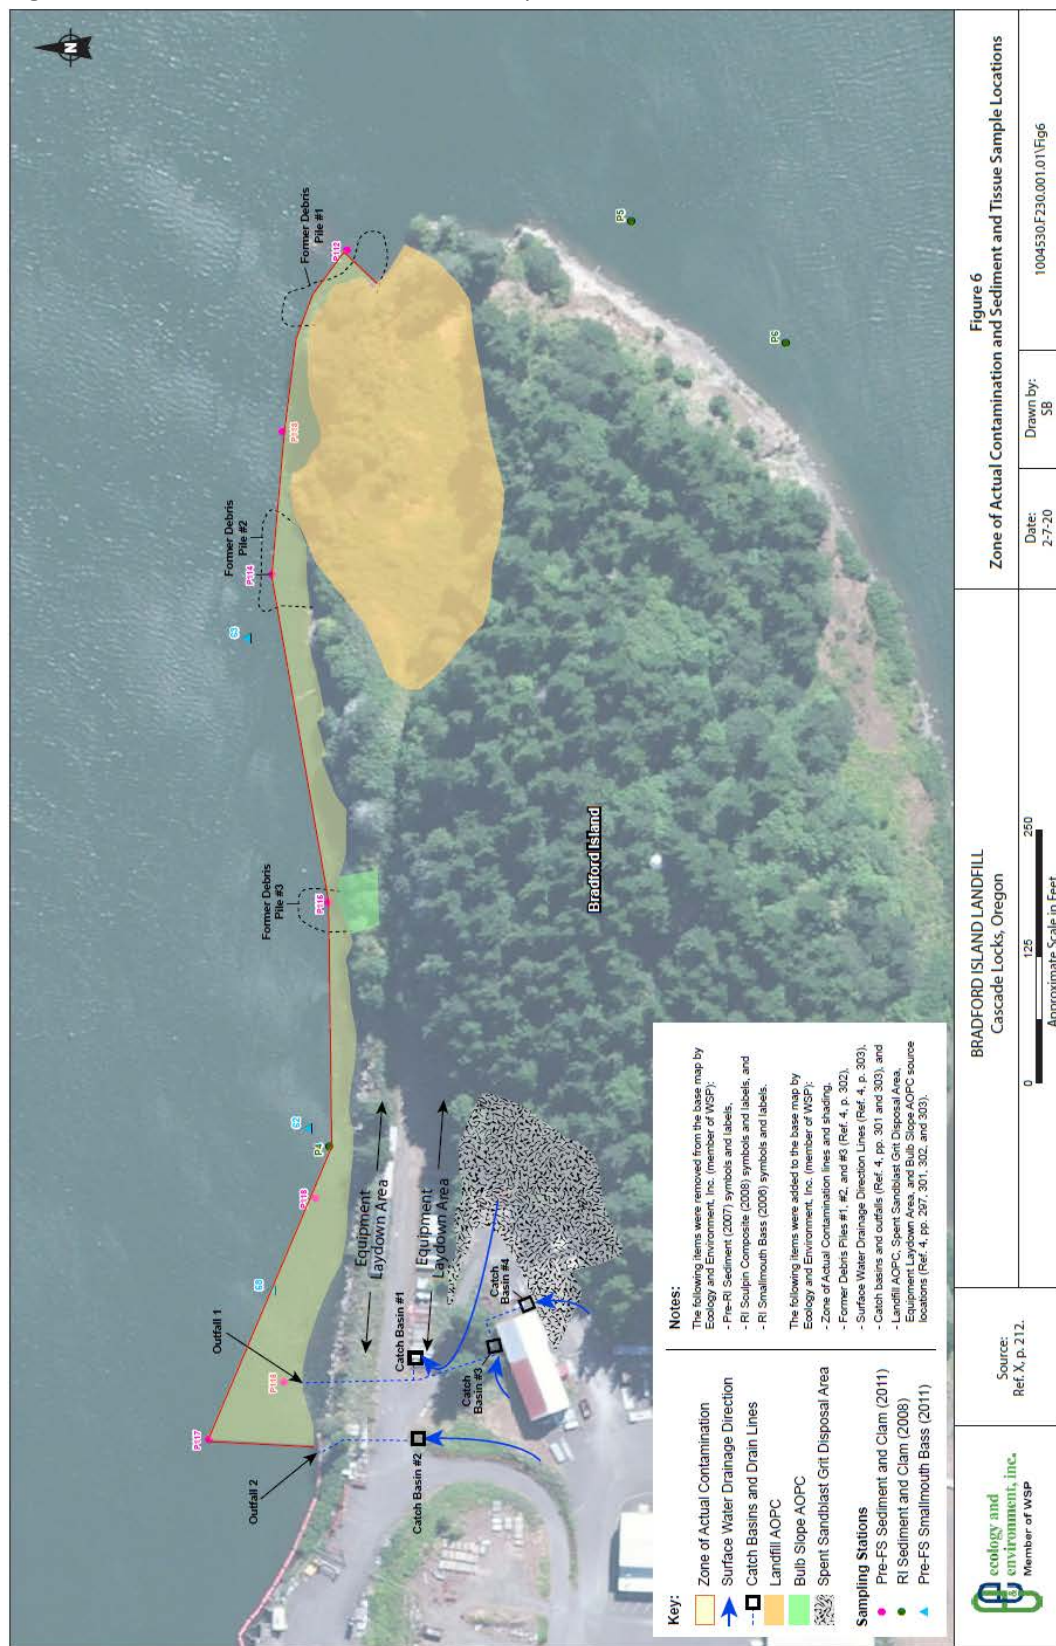 N
Former Debris
Pile #1
P112
Former Debris
Pile #2
P114
63
Former Debris
Pile #3
62
P4
P118
Outfall 1
P117
Outfall 2
P5
P6
Bradford Island
Equipment
Laydown Area
Equipment
Laydown Area
Catch Basin #1
Catch Basin #2
Catch
Basin #3
Catch
Basin #4
Key:
Zone of Actual Contamination
Surface Water Drainage Direction
Catch Basins and Drain Lines
Landfill AOPC
Bulb Slope AOPC
Spent Sandblast Grit Disposal Area
Sampling Stations
Pre-FS Sediment and Clam (2011)
RI Sediment and Clam (2008)
Pre-FS Smallmouth Bass (2011)
Notes:
The following items were removed from the base map by
Ecology and Environment, Inc. (member of WSP):
- Pre-RI Sediment (2007) symbols and labels,
- RI Sculpin Composite (2008) symbols and labels, and
- RI Smallmouth Bass (2006) symbols and labels.
The following items were added to the base map by
Ecology and Environment, Inc. (member of WSP):
- Zone of Actual Contamination lines and shading,
- Former Debris Piles #1, #2, and #3 (Ref. 4, p. 302),
- Surface Water Drainage Direction Lines (Ref. 4, p. 303),
- Catch basins and outfalls (Ref. 4, pp. 301 and 303), and
- Landfill AOPC, Spent Sandblast Grit Disposal Area,
Equipment Laydown Area, and Bulb Slope AOPC source
locations (Ref. 4, pp. 297, 301, 302, and 303).
ecology and
environment, inc.
Member of WSP
Source:
Ref. X, p. 212.
BRADFORD ISLAND LANDFILL
Cascade Locks, Oregon
0 125 250
Approximate Scale in Feet
Figure 6
Zone of Actual Contamination and Sediment and Tissue Sample Locations
Date:
2-7-20
Drawn by:
SB
1004530.F230.001.01\Fig6